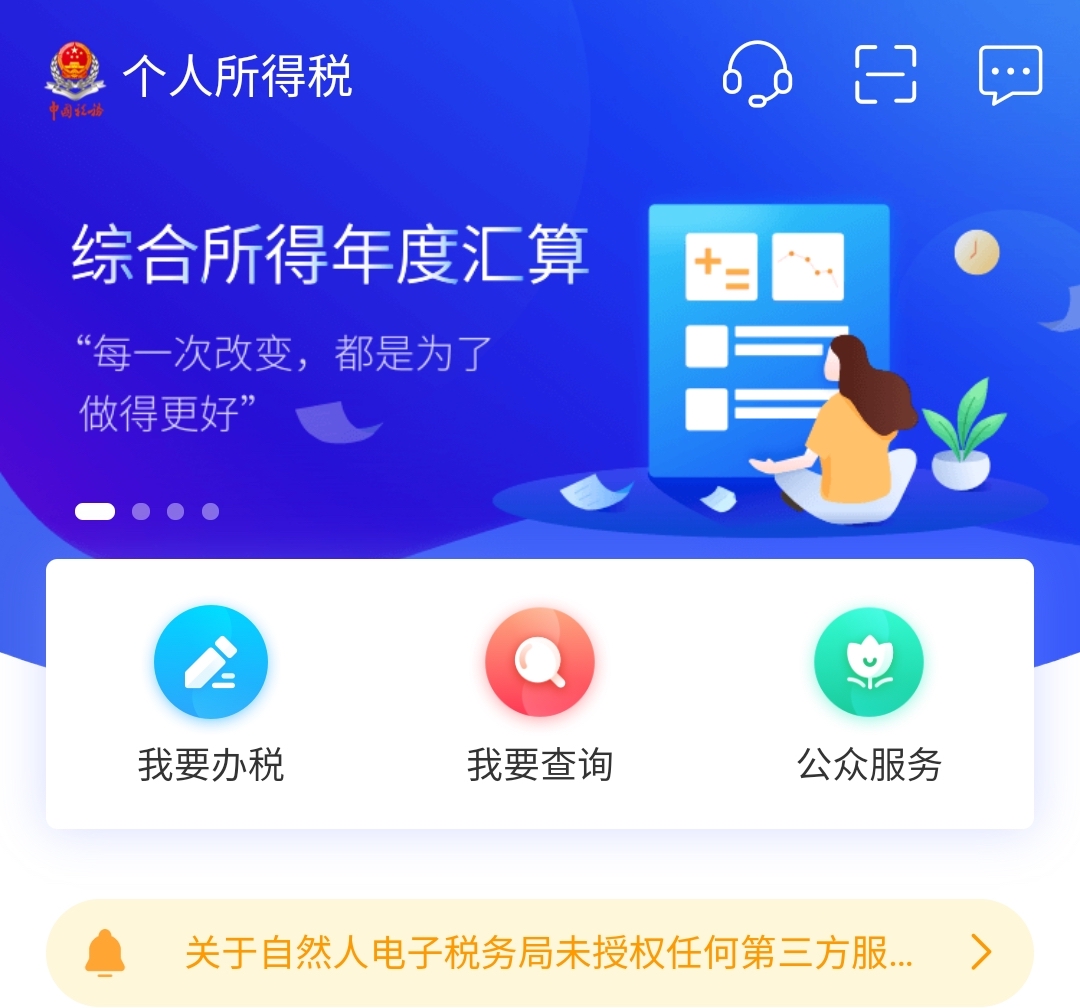 个人所得税
中国税务
综合所得年度汇算
“每一次改变，都是为了
做得更好”
我要办税
我要查询
公众服务
关于自然人电子税务局未授权任何第三方服...